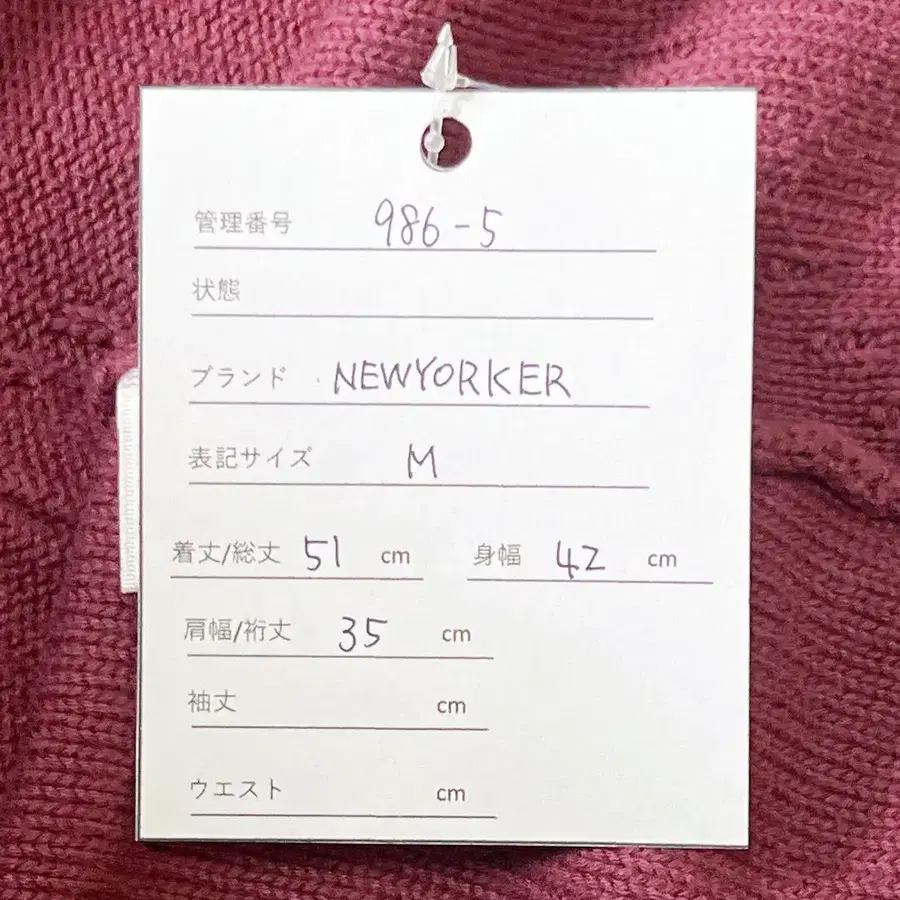 管理番号 986-5
状態
ブランド NEWYORKER
表記サイズ M
着丈/総丈 51 cm 身幅 42 cm
肩幅/裄丈 35 cm
袖丈 cm
ウエスト cm